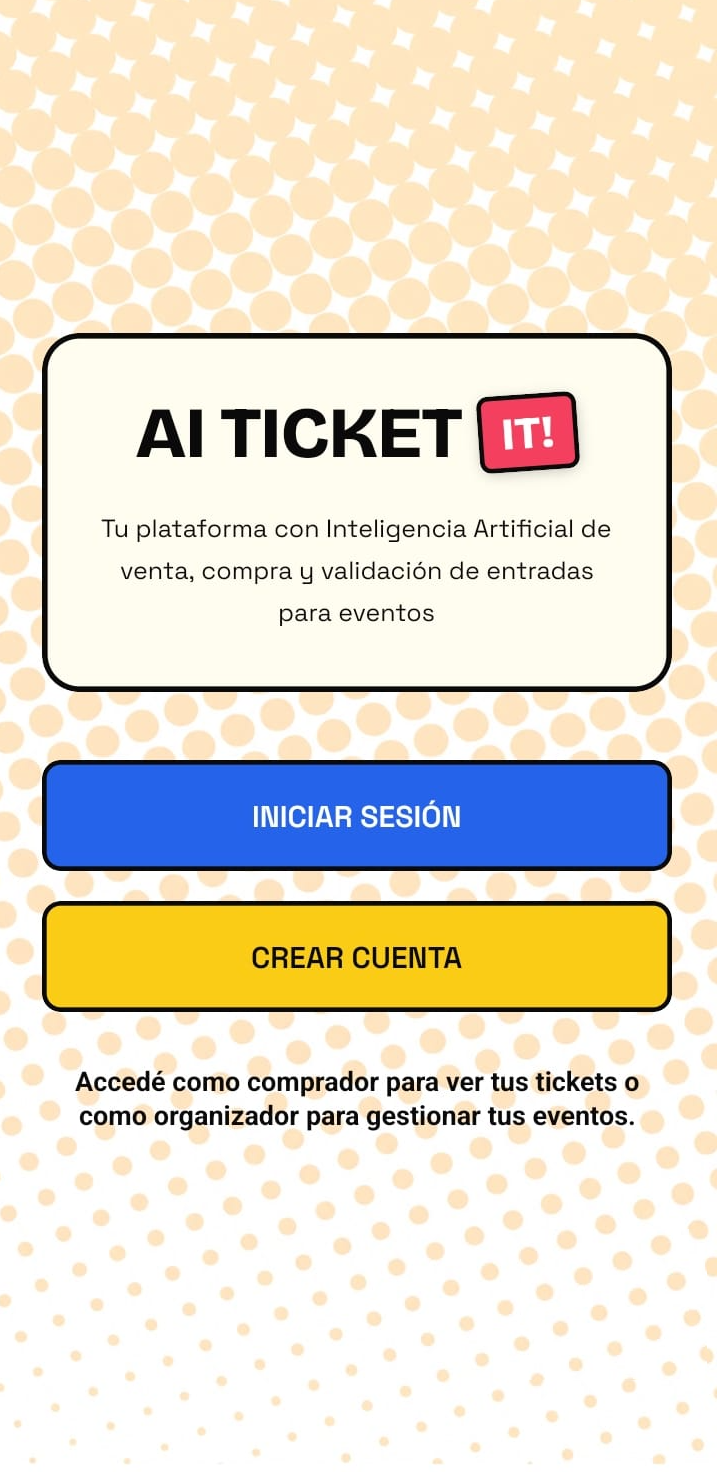 AI TICKET IT!
Tu plataforma con Inteligencia Artificial de
venta, compra y validación de entradas
para eventos
INICIAR SESIÓN
CREAR CUENTA
Accedé como comprador para ver tus tickets o
como organizador para gestionar tus eventos.